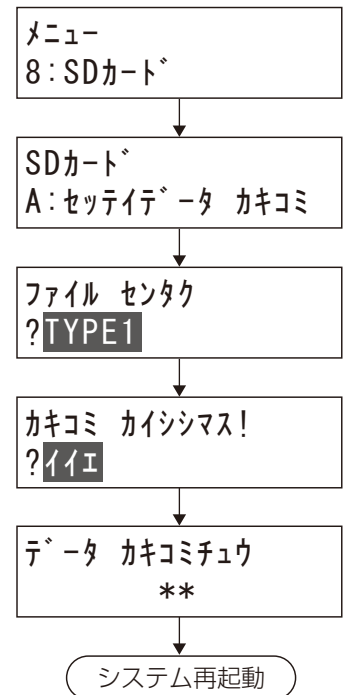 ﾒﾆｭｰ
8:SDｶｰﾄﾞ
SDｶｰﾄﾞ
A:ｾｯﾃｲﾃﾞｰﾀ ｶｷｺﾐ
ﾌｧｲﾙ ｾﾝﾀｸ
?TYPE1
ｶｷｺﾐ ｶｲｼｼﾏｽ!
?ｲｲｴ
ﾃﾞｰﾀ ｶｷｺﾐﾁｭｳ
**
システム再起動